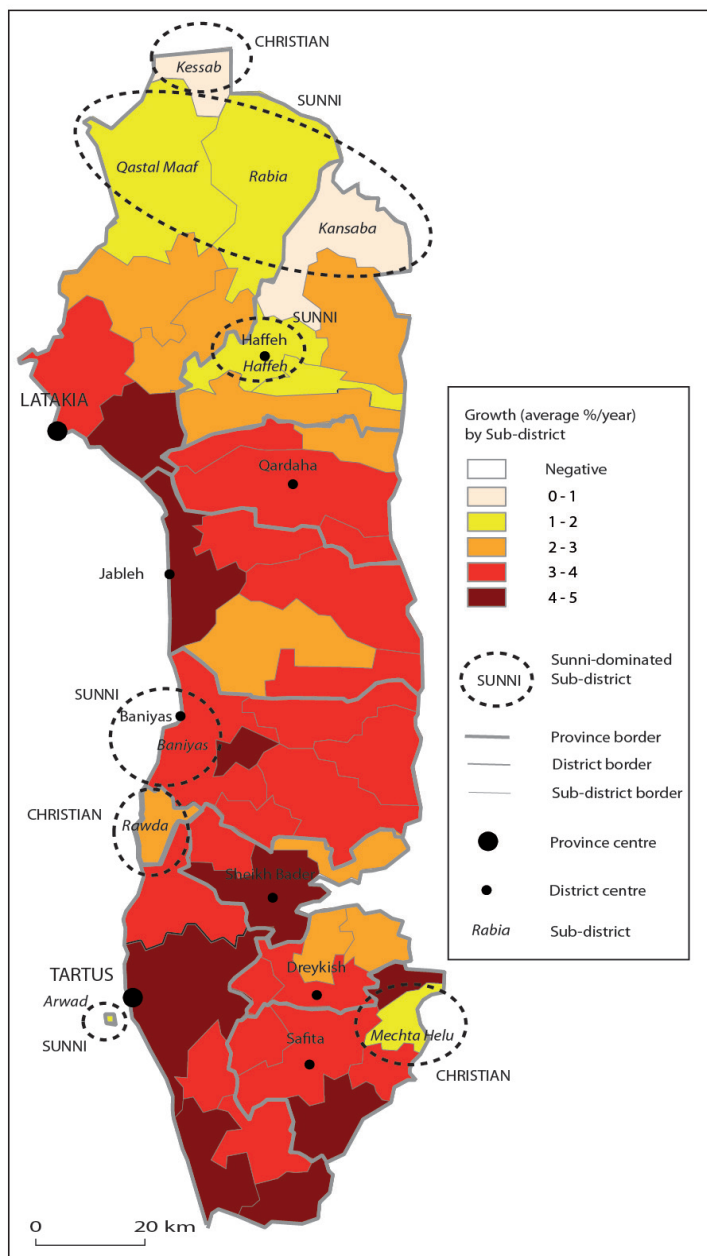 CHRISTIAN
Kessab
SUNNI
Qastal Maaf
Rabia
Kansaba
SUNNI
Haffeh
Haffeh
LATAKIA
Qardaha
Jableh
SUNNI
Baniyas
Baniyas
CHRISTIAN
Rawda
Sheikh Bader
TARTUS
Dreykish
Arwad
SUNNI
Safita
Mechta Helu
CHRISTIAN
0 20 km
Growth (average %/year)
by Sub-district
Negative
0 - 1
1 - 2
2 - 3
3 - 4
4 - 5
SUNNI
Sunni-dominated
Sub-district
Province border
District border
Sub-district border
Province centre
District centre
Rabia Sub-district